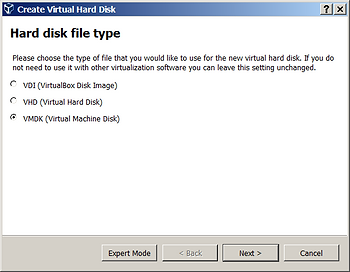 Create Virtual Hard Disk
Hard disk file type
Please choose the type of file that you would like to use for the new virtual hard disk. If you do
not need to use it with other virtualization software you can leave this setting unchanged.
VDI (VirtualBox Disk Image)
VHD (Virtual Hard Disk)
VMDK (Virtual Machine Disk)
Expert Mode
< Back
Next >
Cancel